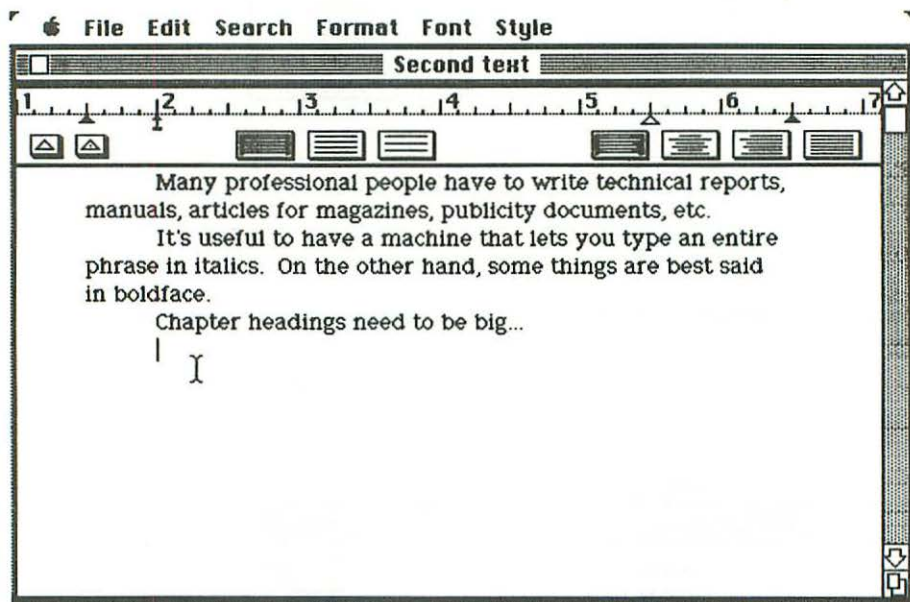 File Edit Search Format Font Style
Second text
1 2 3 4 5 6 7
Many professional people have to write technical reports,
manuals, articles for magazines, publicity documents, etc.
It's useful to have a machine that lets you type an entire
phrase in italics. On the other hand, some things are best said
in boldface.
Chapter headings need to be big...